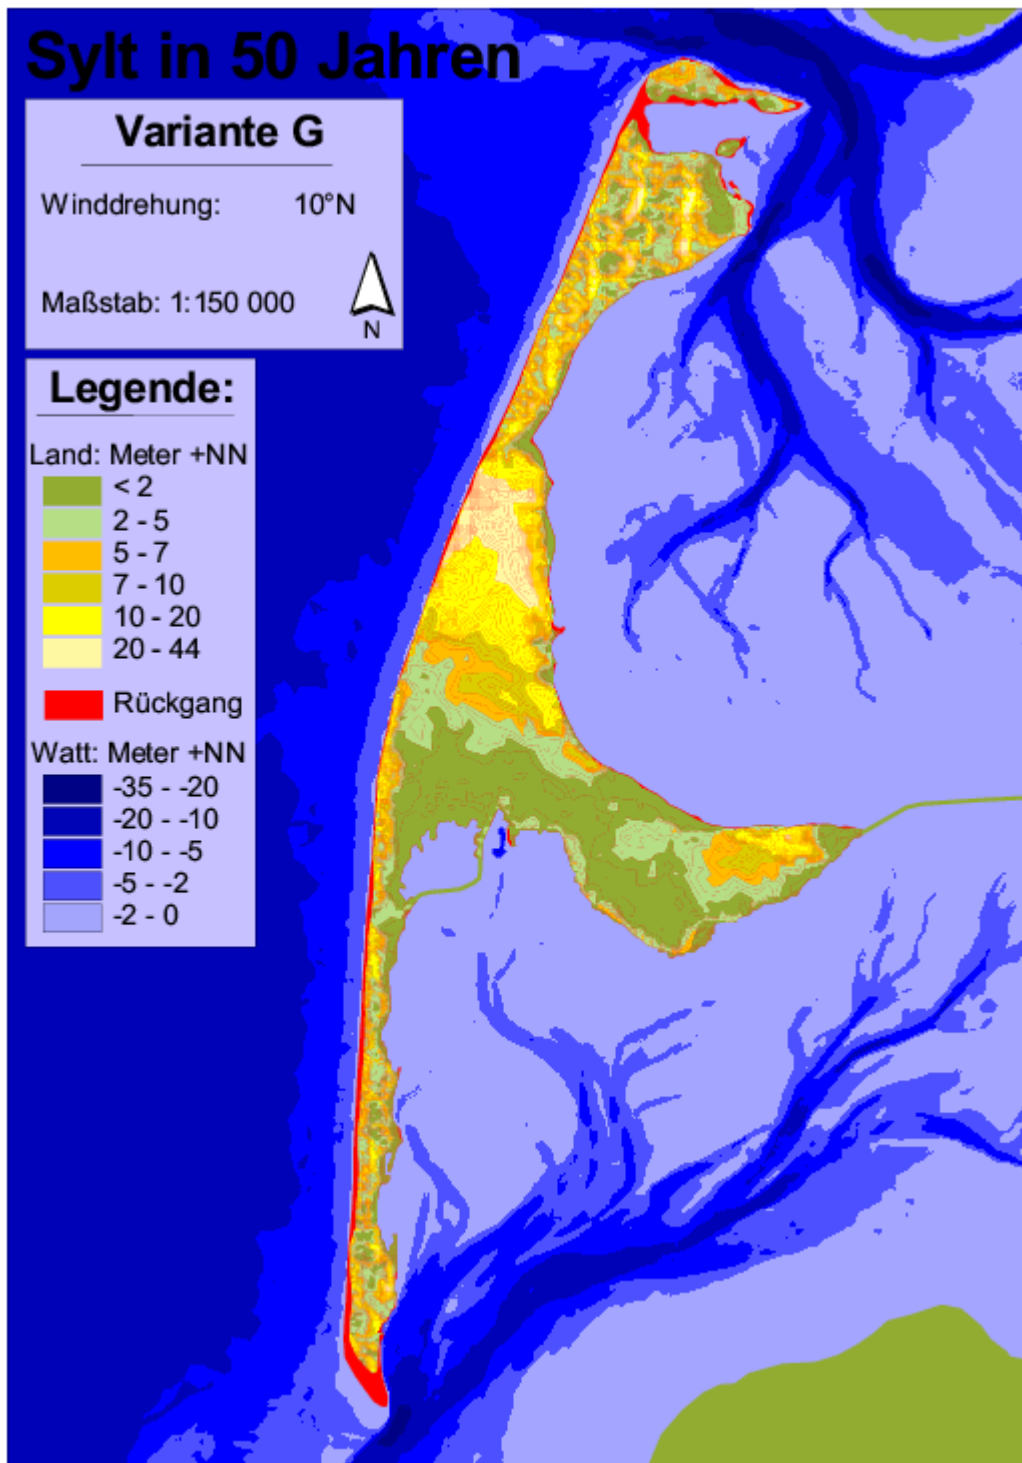 Sylt in 50 Jahren
Variante G
Winddrehung: 10°N
Maßstab: 1:150 000
N
Legende:
Land: Meter +NN
< 2
2 - 5
5 - 7
7 - 10
10 - 20
20 - 44
Rückgang
Watt: Meter +NN
-35 - -20
-20 - -10
-10 - -5
-5 - -2
-2 - 0